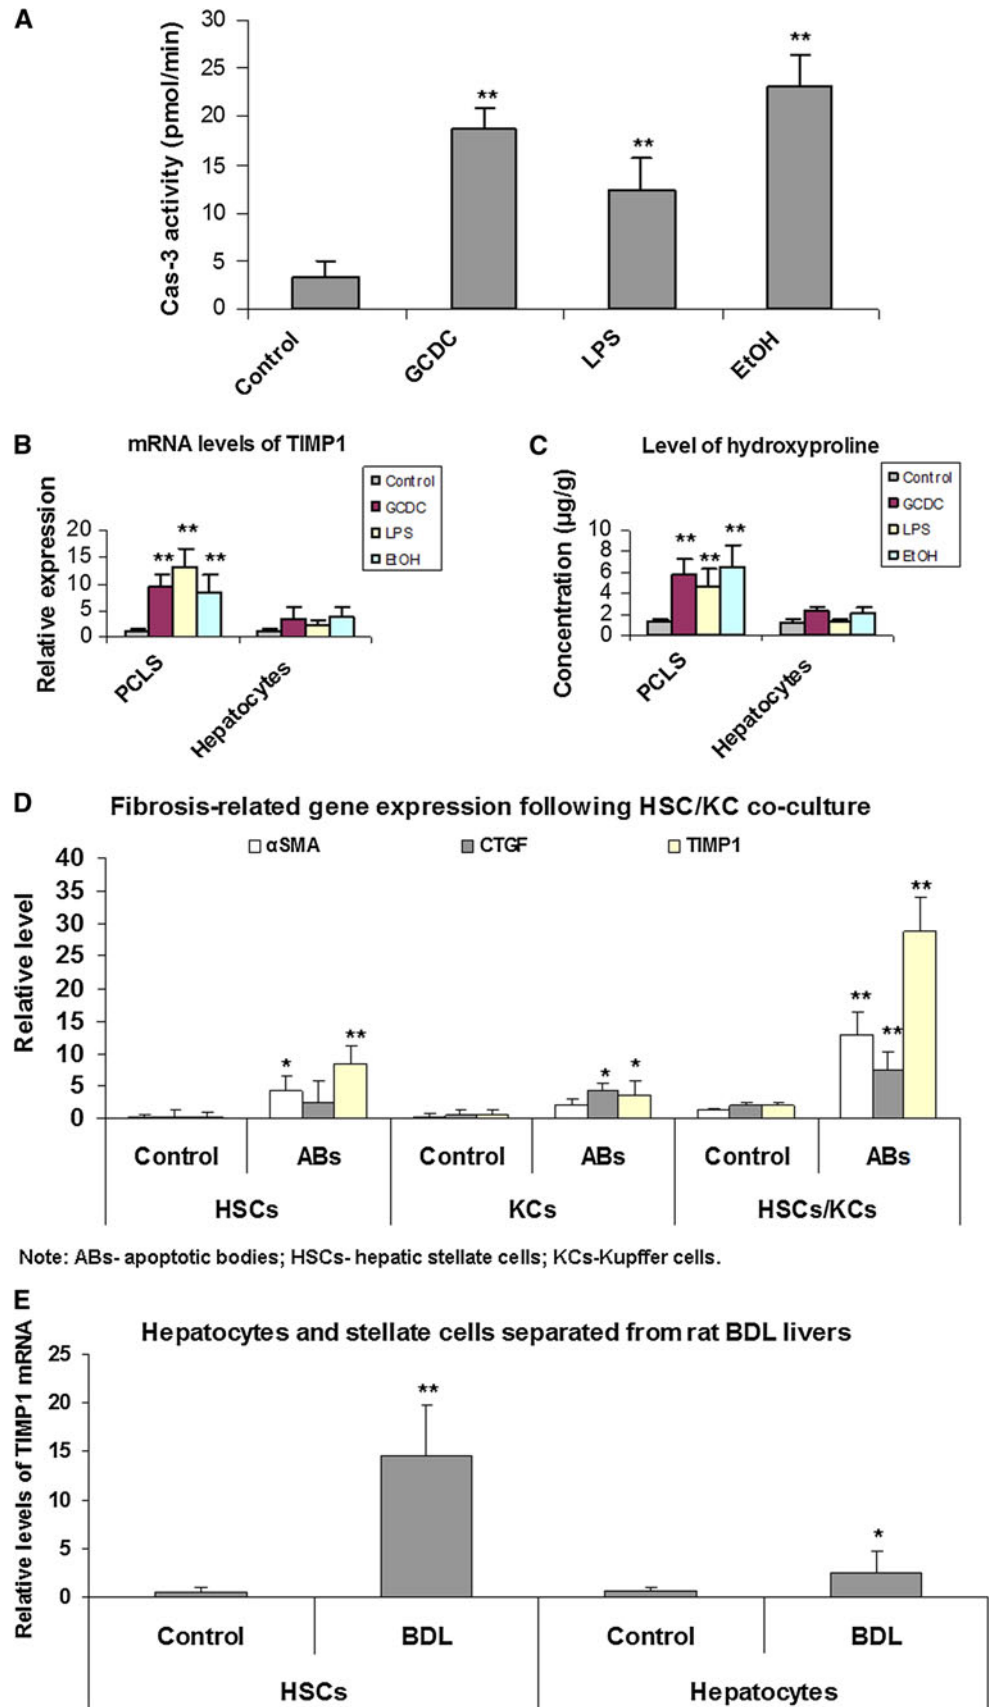 A
Cas-3 activity (pmol/min)
30
25
20
15
10
5
0
**
**
**
Control
GCDC
LPS
EtOH
B
mRNA levels of TIMP1
Relative expression
20
15
10
5
0
** ** **
Control
GCDC
LPS
EtOH
PCLS
Hepatocytes
C
Level of hydroxyproline
Concentration (µg/g)
10
8
6
4
2
0
** ** **
Control
GCDC
LPS
EtOH
PCLS
Hepatocytes
D
Fibrosis-related gene expression following HSC/KC co-culture
αSMA CTGF TIMP1
Relative level
40
35
30
25
20
15
10
5
0
* **
* *
** ** **
Control ABs Control ABs Control ABs
HSCs KCs HSCs/KCs
Note: ABs- apoptotic bodies; HSCs- hepatic stellate cells; KCs-Kupffer cells.
E
Hepatocytes and stellate cells separated from rat BDL livers
Relative levels of TIMP1 mRNA
25
20
15
10
5
0
**
*
Control BDL Control BDL
HSCs Hepatocytes